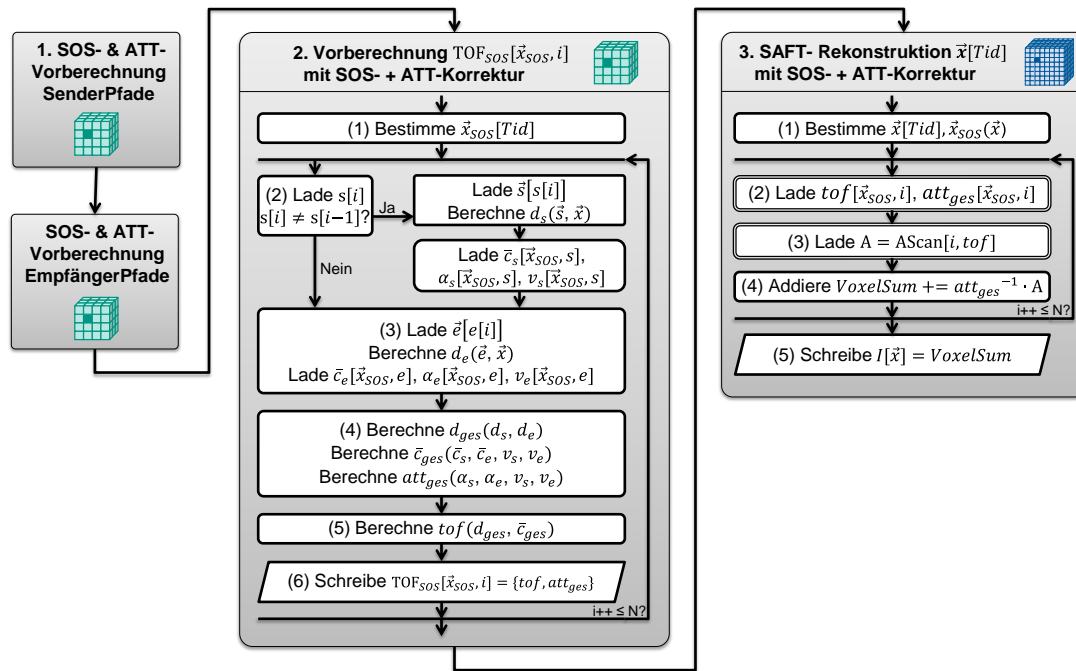 1. SOS- & ATT-
Vorberechnung
SenderPfade
SOS- & ATT-
Vorberechnung
EmpfängerPfade
2. Vorberechnung TOF_SOS[x⃗_SOS, i]
mit SOS- + ATT-Korrektur
(1) Bestimme x⃗_SOS[Tid]
(2) Lade s[i]
s[i] ≠ s[i−1]?
Ja
Nein
Lade s⃗[s[i]]
Berechne d_s(s⃗, x⃗)
Lade c̄_s[x⃗_SOS, s],
α_s[x⃗_SOS, s], v_s[x⃗_SOS, s]
(3) Lade e⃗[e[i]]
Berechne d_e(e⃗, x⃗)
Lade c̄_e[x⃗_SOS, e], α_e[x⃗_SOS, e], v_e[x⃗_SOS, e]
(4) Berechne d_ges(d_s, d_e)
Berechne c̄_ges(c̄_s, c̄_e, v_s, v_e)
Berechne att_ges(α_s, α_e, v_s, v_e)
(5) Berechne tof(d_ges, c̄_ges)
(6) Schreibe TOF_SOS[x⃗_SOS, i] = {tof, att_ges}
i++ ≤ N?
3. SAFT- Rekonstruktion x⃗[Tid]
mit SOS- + ATT-Korrektur
(1) Bestimme x⃗[Tid], x⃗_SOS(x⃗)
(2) Lade tof[x⃗_SOS, i], att_ges[x⃗_SOS, i]
(3) Lade A = AScan[i, tof]
(4) Addiere VoxelSum += att_ges⁻¹ · A
i++ ≤ N?
(5) Schreibe I[x⃗] = VoxelSum